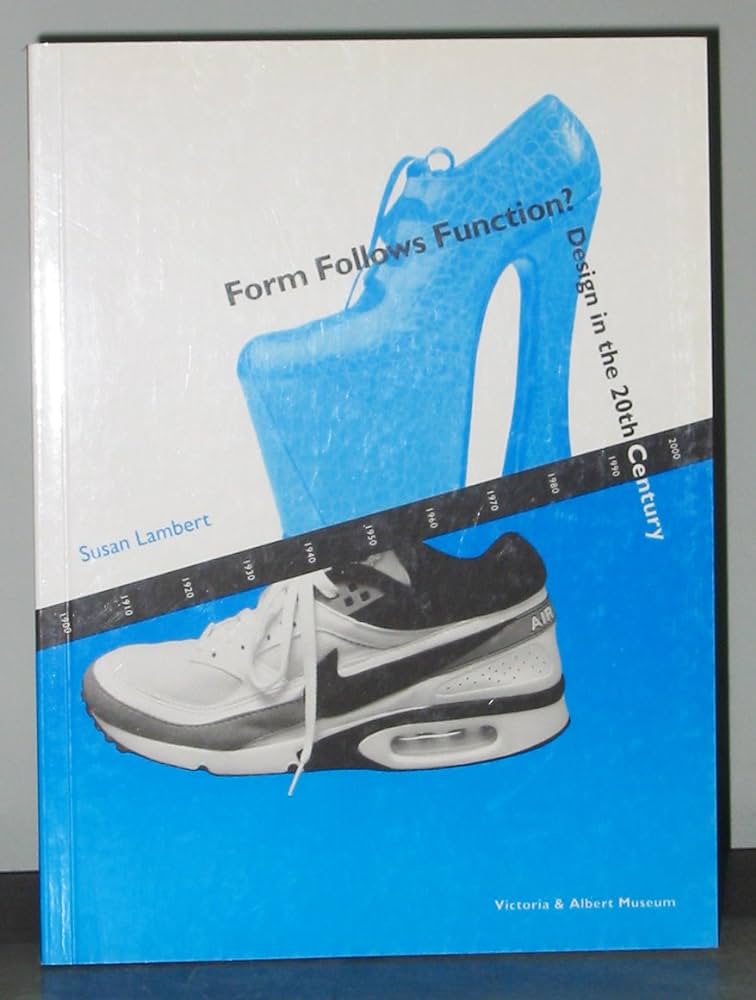 Form Follows Function?
Design in the 20th Century
Susan Lambert
1900
1910
1920
1930
1940
1950
1960
1970
1980
1990
2000
AIR
Victoria & Albert Museum